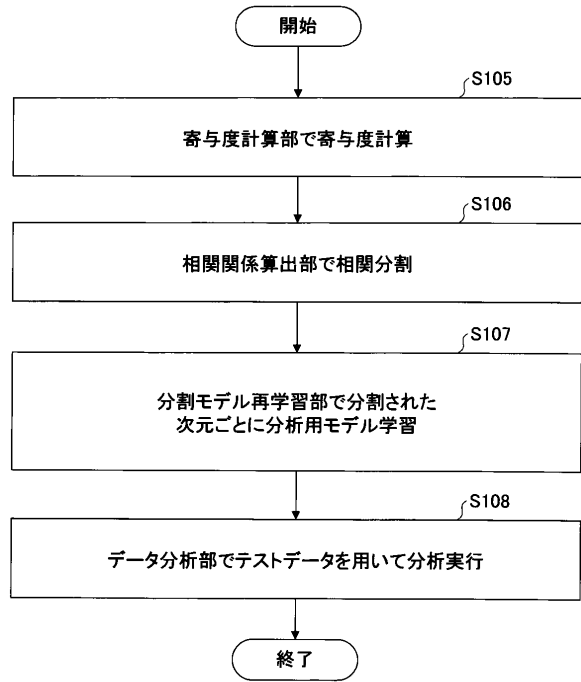 開始
S105
寄与度計算部で寄与度計算
S106
相関関係算出部で相関分割
S107
分割モデル再学習部で分割された
次元ごとに分析用モデル学習
S108
データ分析部でテストデータを用いて分析実行
終了